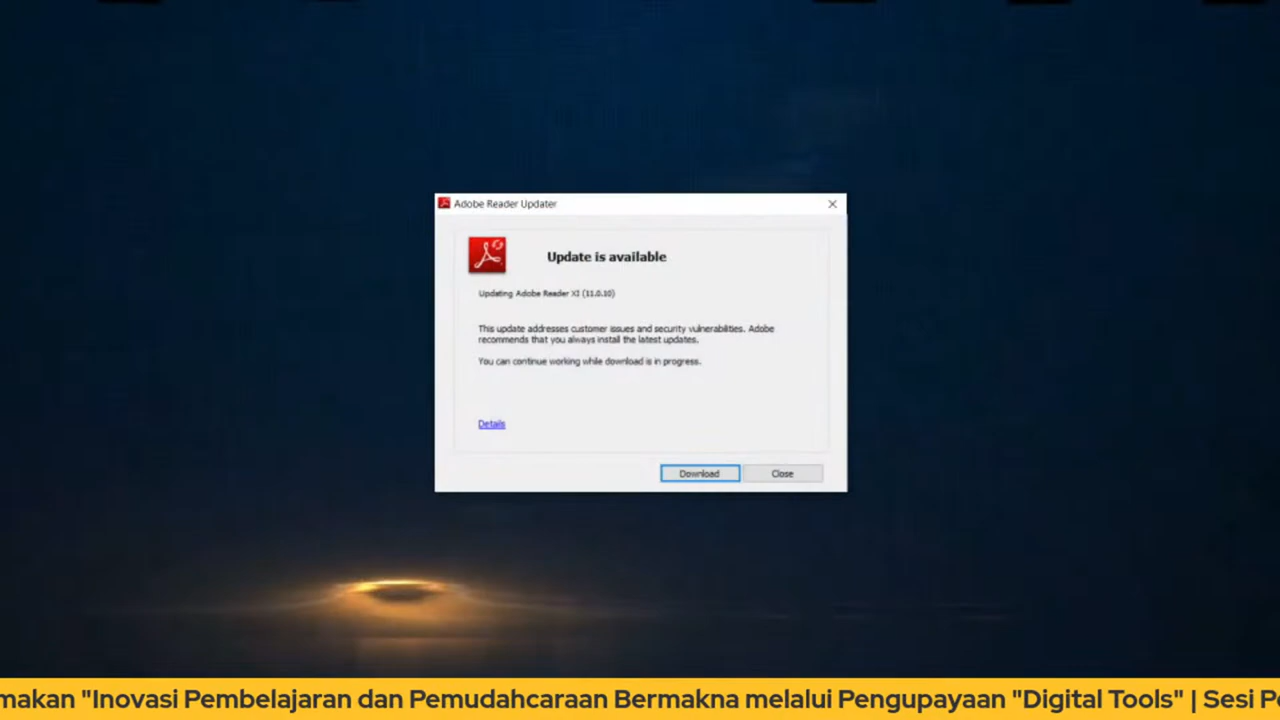 Adobe Reader Updater
Update is available
Updating Adobe Reader XI (11.0.10)
This update addresses customer issues and security vulnerabilities. Adobe
recommends that you always install the latest updates.
You can continue working while download is in progress.
Details
Download Close
makan "Inovasi Pembelajaran dan Pemudahcaraan Bermakna melalui Pengupayaan "Digital Tools" | Sesi